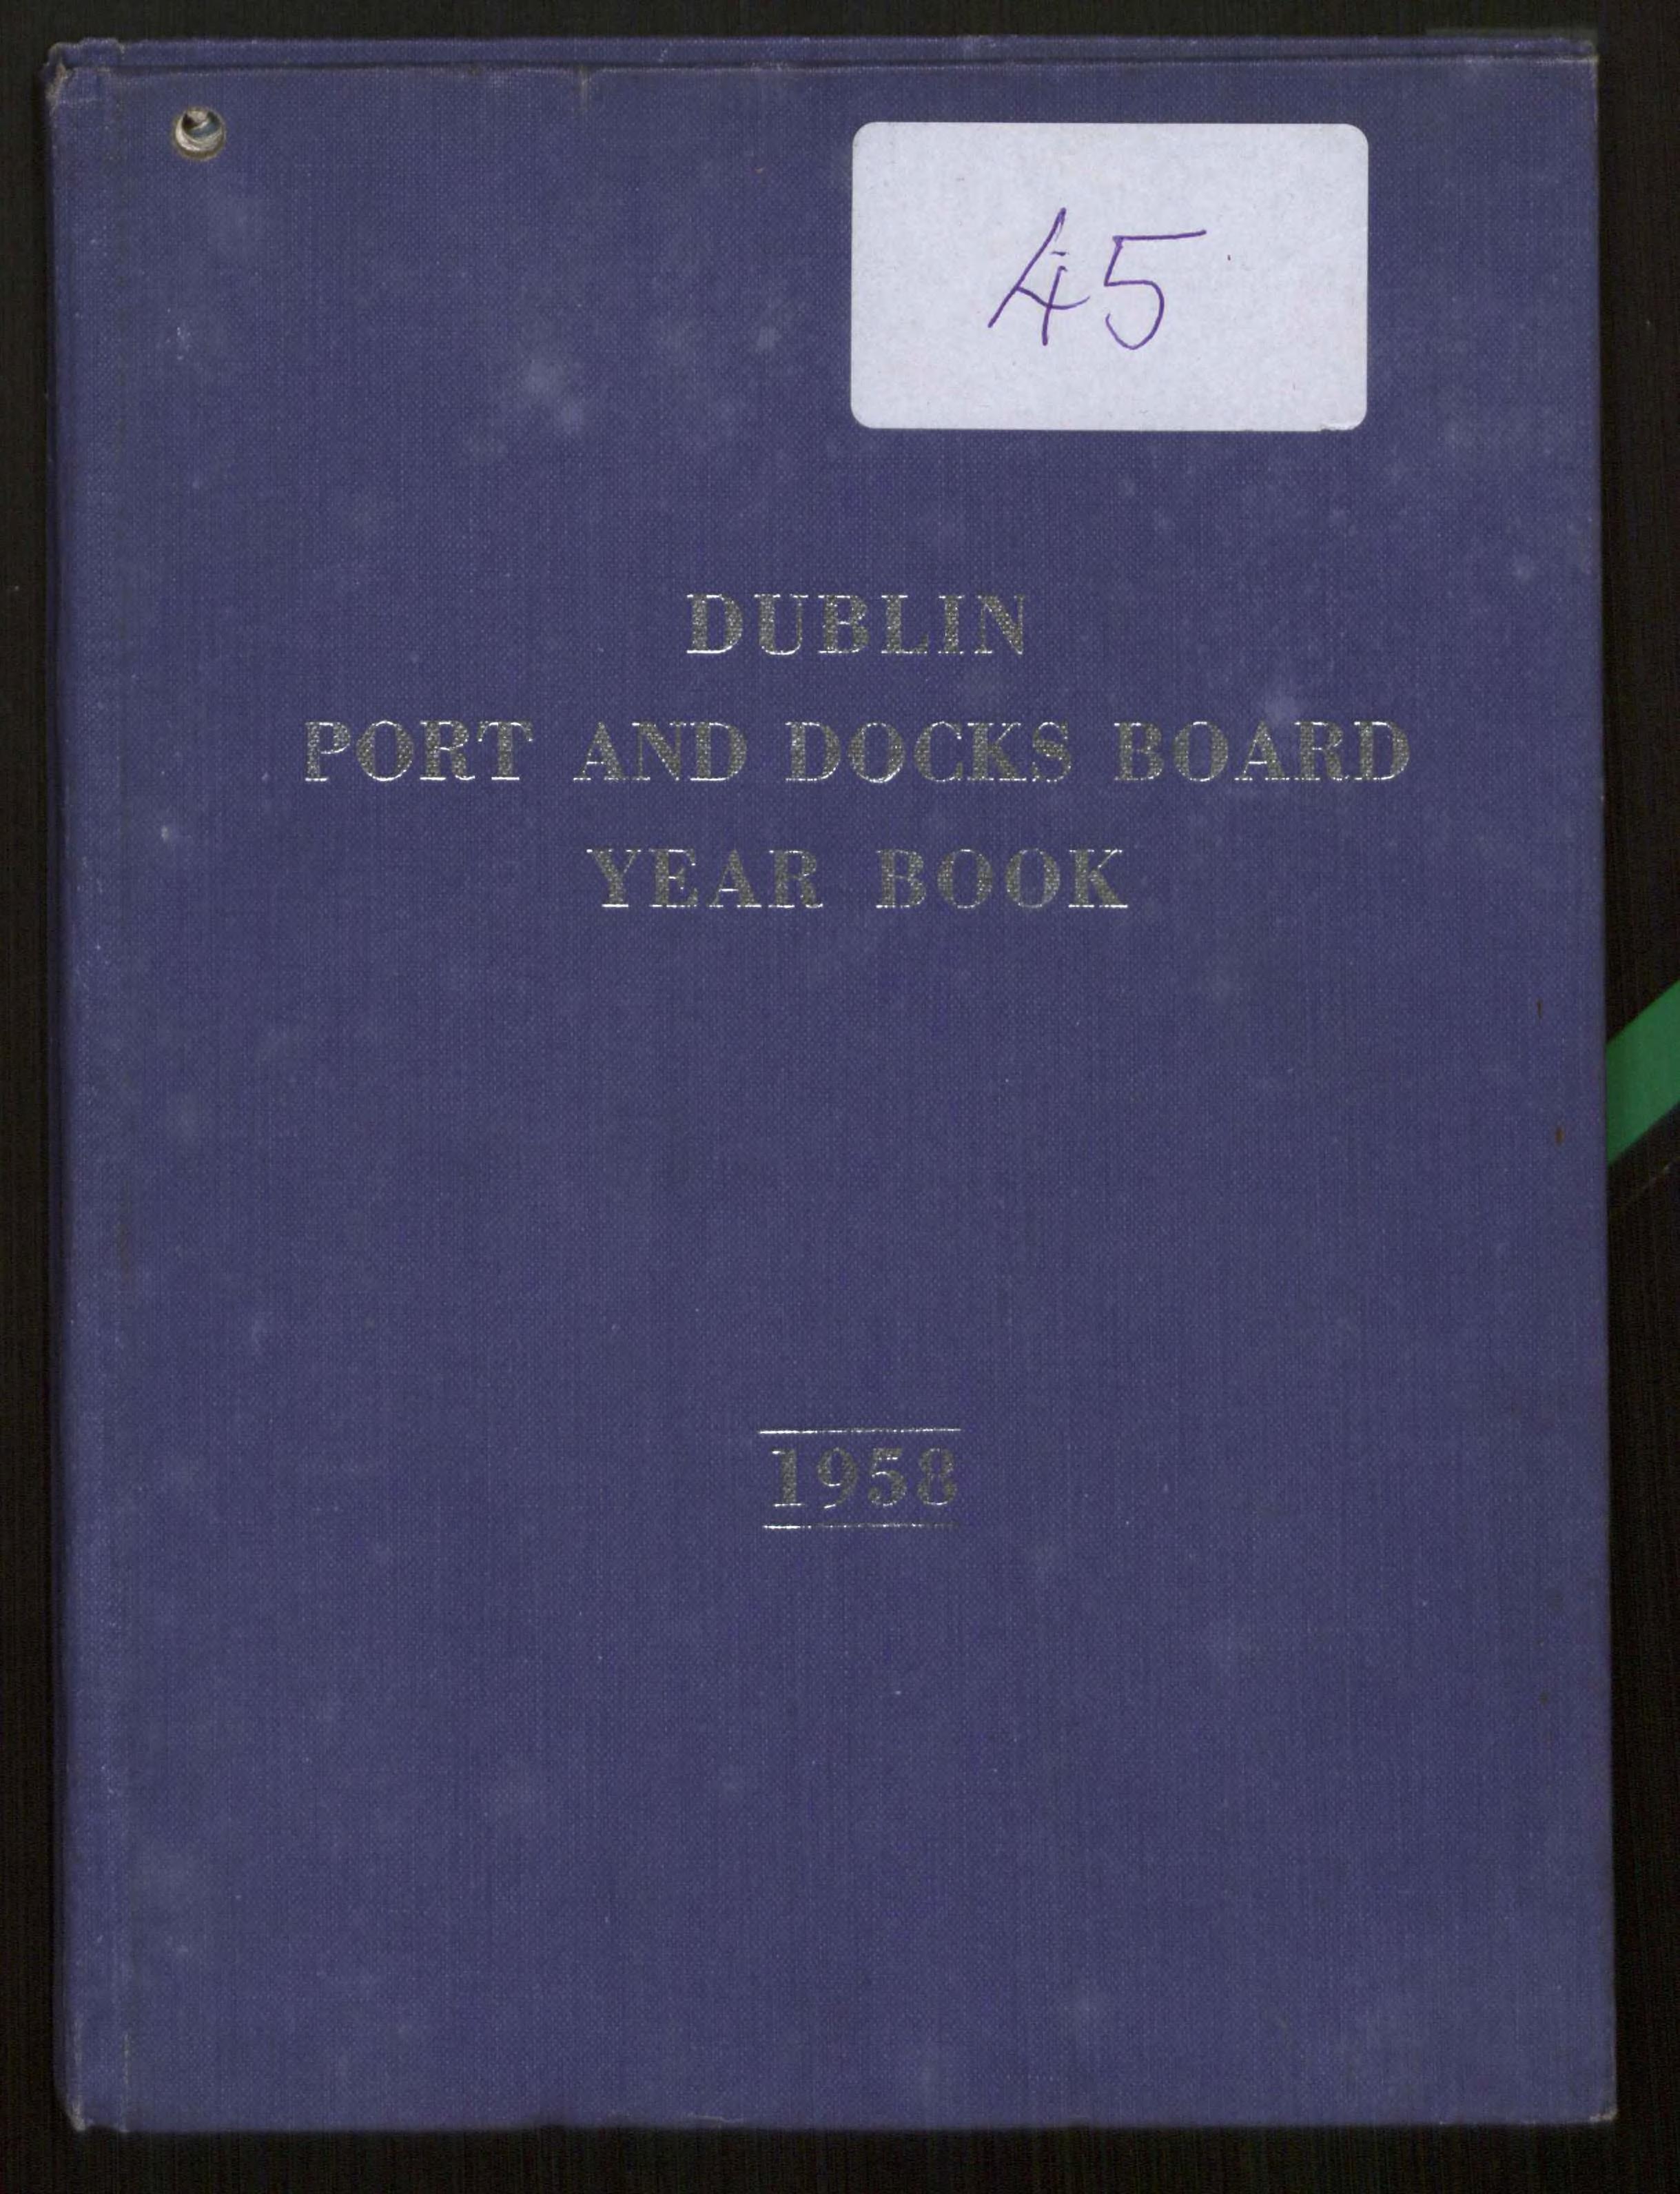 45
DUBLIN
PORT AND DOCKS BOARD
YEAR BOOK
1958